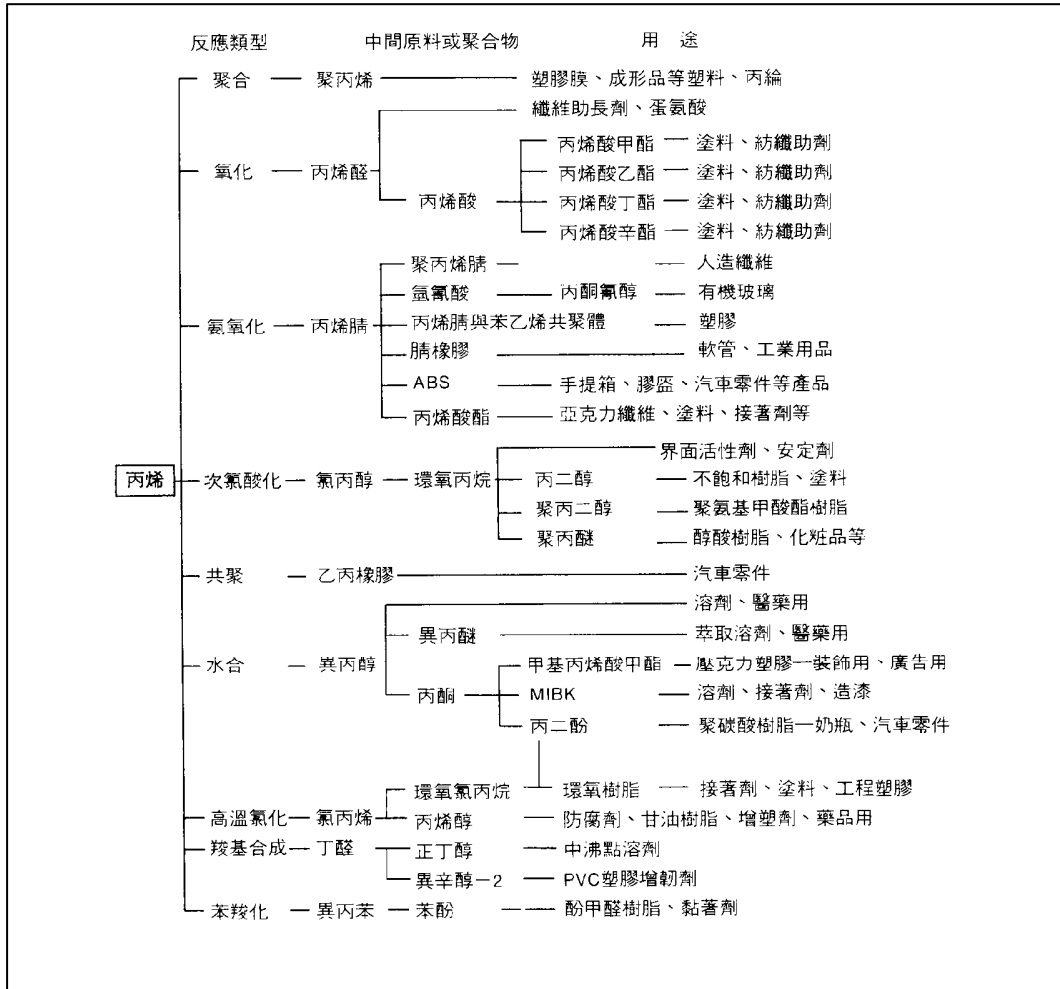 反應類型 中間原料或聚合物 用途
聚合 聚丙烯 塑膠膜、成形品等塑料、丙綸
纖維助長劑、蛋氨酸
丙烯酸甲酯 塗料、紡纖助劑
氧化 丙烯醛 丙烯酸乙酯 塗料、紡纖助劑
丙烯酸 丙烯酸丁酯 塗料、紡纖助劑
丙烯酸辛酯 塗料、紡纖助劑
聚丙烯腈 人造纖維
氫氰酸 丙酮氰醇 有機玻璃
氨氧化 丙烯腈 丙烯腈與苯乙烯共聚體 塑膠
腈橡膠 軟管、工業用品
ABS 手提箱、膠盔、汽車零件等產品
丙烯酸酯 亞克力纖維、塗料、接著劑等
界面活性劑、安定劑
丙烯 次氯酸化 氯丙醇 環氧丙烷 丙二醇 不飽和樹脂、塗料
聚丙二醇 聚氨基甲酸酯樹脂
聚丙醚 醇酸樹脂、化粧品等
共聚 乙丙橡膠 汽車零件
溶劑、醫藥用
異丙醚 萃取溶劑、醫藥用
水合 異丙醇 甲基丙烯酸甲酯 壓克力塑膠—裝飾用、廣告用
丙酮 MIBK 溶劑、接著劑、造漆
丙二酚 聚碳酸樹脂—奶瓶、汽車零件
環氧氯丙烷 環氧樹脂 接著劑、塗料、工程塑膠
高溫氯化 氯丙烯 丙烯醇 防腐劑、甘油樹脂、增塑劑、藥品用
羧基合成 丁醛 正丁醇 中沸點溶劑
異辛醇-2 PVC塑膠增韌劑
苯羧化 異丙苯 苯酚 酚甲醛樹脂、黏著劑